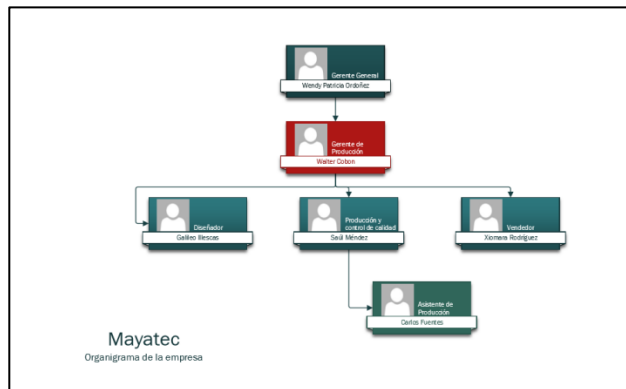 Gerente General
Wendy Patricia Ordoñez
Gerente de
Producción
Walter Cobon
Diseñador
Galileo Illescas
Producción y
control de calidad
Saúl Méndez
Vendedor
Xiomara Rodríguez
Asistente de
Producción
Carlos Fuentes
Mayatec
Organigrama de la empresa